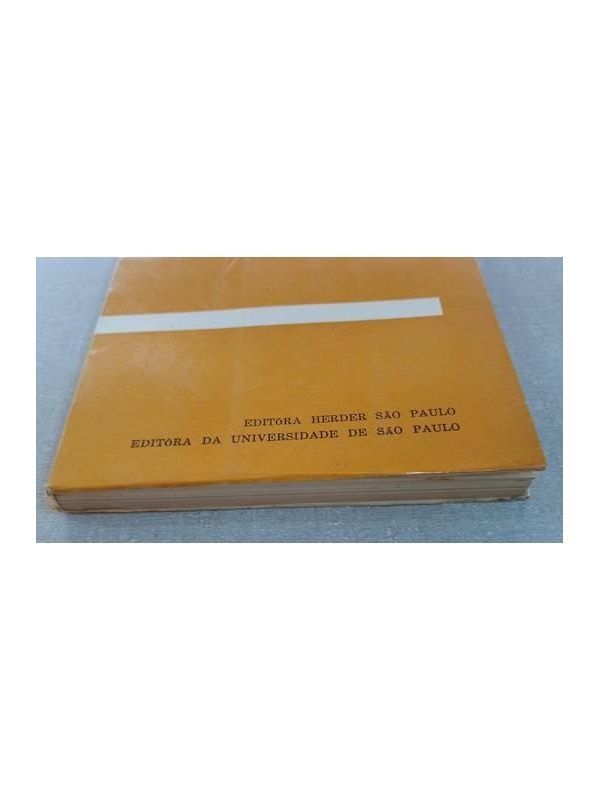 EDITÔRA HERDER SÃO PAULO
EDITÔRA DA UNIVERSIDADE DE SÃO PAULO